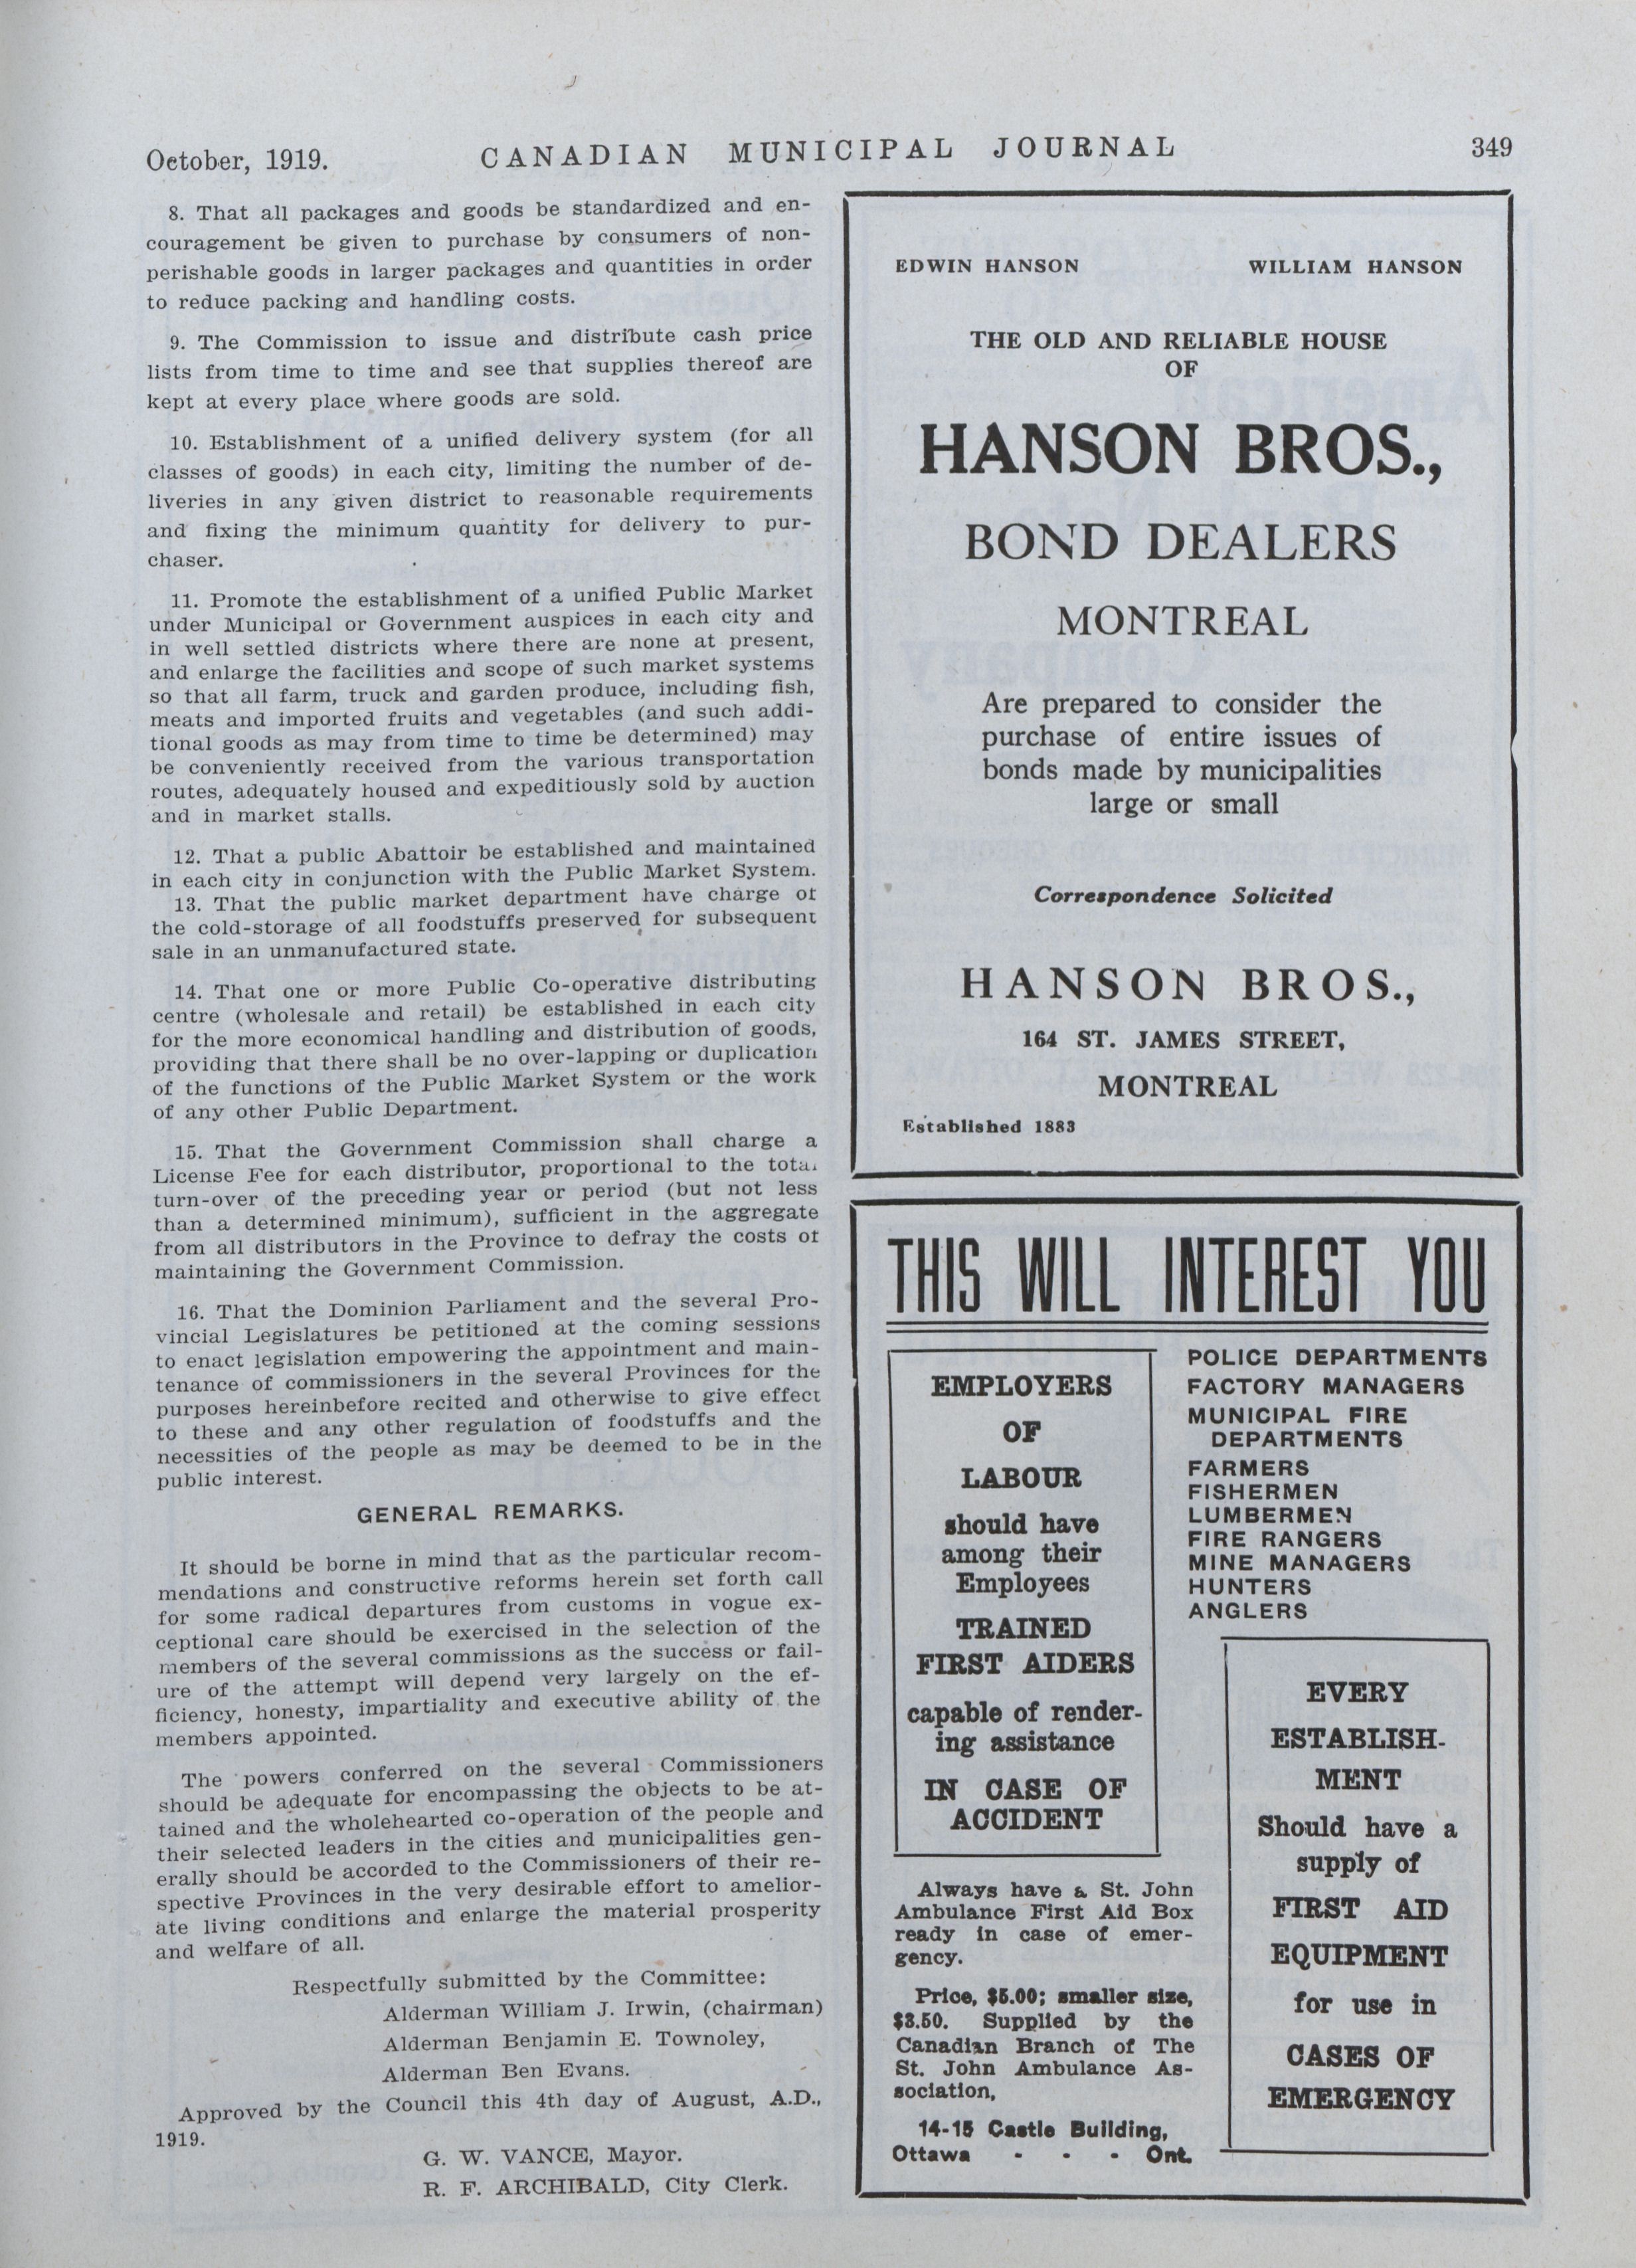 October, 1919.
CANADIAN MUNICIPAL JOURNAL
349
8. That all packages and goods be standardized and en-
couragement be given to purchase by consumers of non-
perishable goods in larger packages and quantities in order
to reduce packing and handling costs.
9. The Commission to issue and distribute cash price
lists from time to time and see that supplies thereof are
kept at every place where goods are sold.
10. Establishment of a unified delivery system (for all
classes of goods) in each city, limiting the number of de-
liveries in any given district to reasonable requirements
and fixing the minimum quantity for delivery to pur-
chaser.
11. Promote the establishment of a unified Public Market
under Municipal or Government auspices in each city and
in well settled districts where there are none at present,
and enlarge the facilities and scope of such market systems
so that all farm, truck and garden produce, including fish,
meats and imported fruits and vegetables (and such addi-
tional goods as may from time to time be determined) may
be conveniently received from the various transportation
routes, adequately housed and expeditiously sold by auction
and in market stalls.
12. That a public Abattoir be established and maintained
in each city in conjunction with the Public Market System.
13. That the public market department have charge of
the cold-storage of all foodstuffs preserved for subsequent
sale in an unmanufactured state.
14. That one or more Public Co-operative distributing
centre (wholesale and retail) be established in each city
for the more economical handling and distribution of goods,
providing that there shall be no over-lapping or duplication
of the functions of the Public Market System or the work
of any other Public Department.
15. That the Government Commission shall charge a
License Fee for each distributor, proportional to the total
turn-over of the preceding year or period (but not less
than a determined minimum), sufficient in the aggregate
from all distributors in the Province to defray the costs of
maintaining the Government Commission.
16. That the Dominion Parliament and the several Pro-
vincial Legislatures be petitioned at the coming sessions
to enact legislation empowering the appointment and main-
tenance of commissioners in the several Provinces for the
purposes hereinbefore recited and otherwise to give effect
to these and any other regulation of foodstuffs and the
necessities of the people as may be deemed to be in the
public interest.
GENERAL REMARKS.
It should be borne in mind that as the particular recom-
mendations and constructive reforms herein set forth call
for some radical departures from customs in vogue ex-
ceptional care should be exercised in the selection of the
members of the several commissions as the success or fail-
ure of the attempt will depend very largely on the ef-
ficiency, honesty, impartiality and executive ability of the
members appointed.
The powers conferred on the several Commissioners
should be adequate for encompassing the objects to be at-
tained and the wholehearted co-operation of the people and
their selected leaders in the cities and municipalities gen-
erally should be accorded to the Commissioners of their re-
spective Provinces in the very desirable effort to amelior-
ate living conditions and enlarge the material prosperity
and welfare of all.
Respectfully submitted by the Committee:
Alderman William J. Irwin, (chairman)
Alderman Benjamin E. Townoley,
Alderman Ben Evans.
Approved by the Council this 4th day of August, A.D.,
1919.
G. W. VANCE, Mayor.
R. F. ARCHIBALD, City Clerk.
EDWIN HANSON WILLIAM HANSON
THE OLD AND RELIABLE HOUSE
OF
HANSON BROS.,
BOND DEALERS
MONTREAL
Are prepared to consider the
purchase of entire issues of
bonds made by municipalities
large or small
Correspondence Solicited
HANSON BROS.,
164 ST. JAMES STREET,
MONTREAL
Established 1883
THIS WILL INTEREST YOU
EMPLOYERS
OF
LABOUR
should have
among their
Employees
TRAINED
FIRST AIDERS
capable of render-
ing assistance
IN CASE OF
ACCIDENT
Always have a St. John
Ambulance First Aid Box
ready in case of emer-
gency.
Price, $5.00; smaller size,
$3.50. Supplied by the
Canadian Branch of The
St. John Ambulance As-
sociation,
14-15 Castle Building,
Ottawa - - - Ont.
POLICE DEPARTMENTS
FACTORY MANAGERS
MUNICIPAL FIRE
DEPARTMENTS
FARMERS
FISHERMEN
LUMBERMEN
FIRE RANGERS
MINE MANAGERS
HUNTERS
ANGLERS
EVERY
ESTABLISH-
MENT
Should have a
supply of
FIRST AID
EQUIPMENT
for use in
CASES OF
EMERGENCY